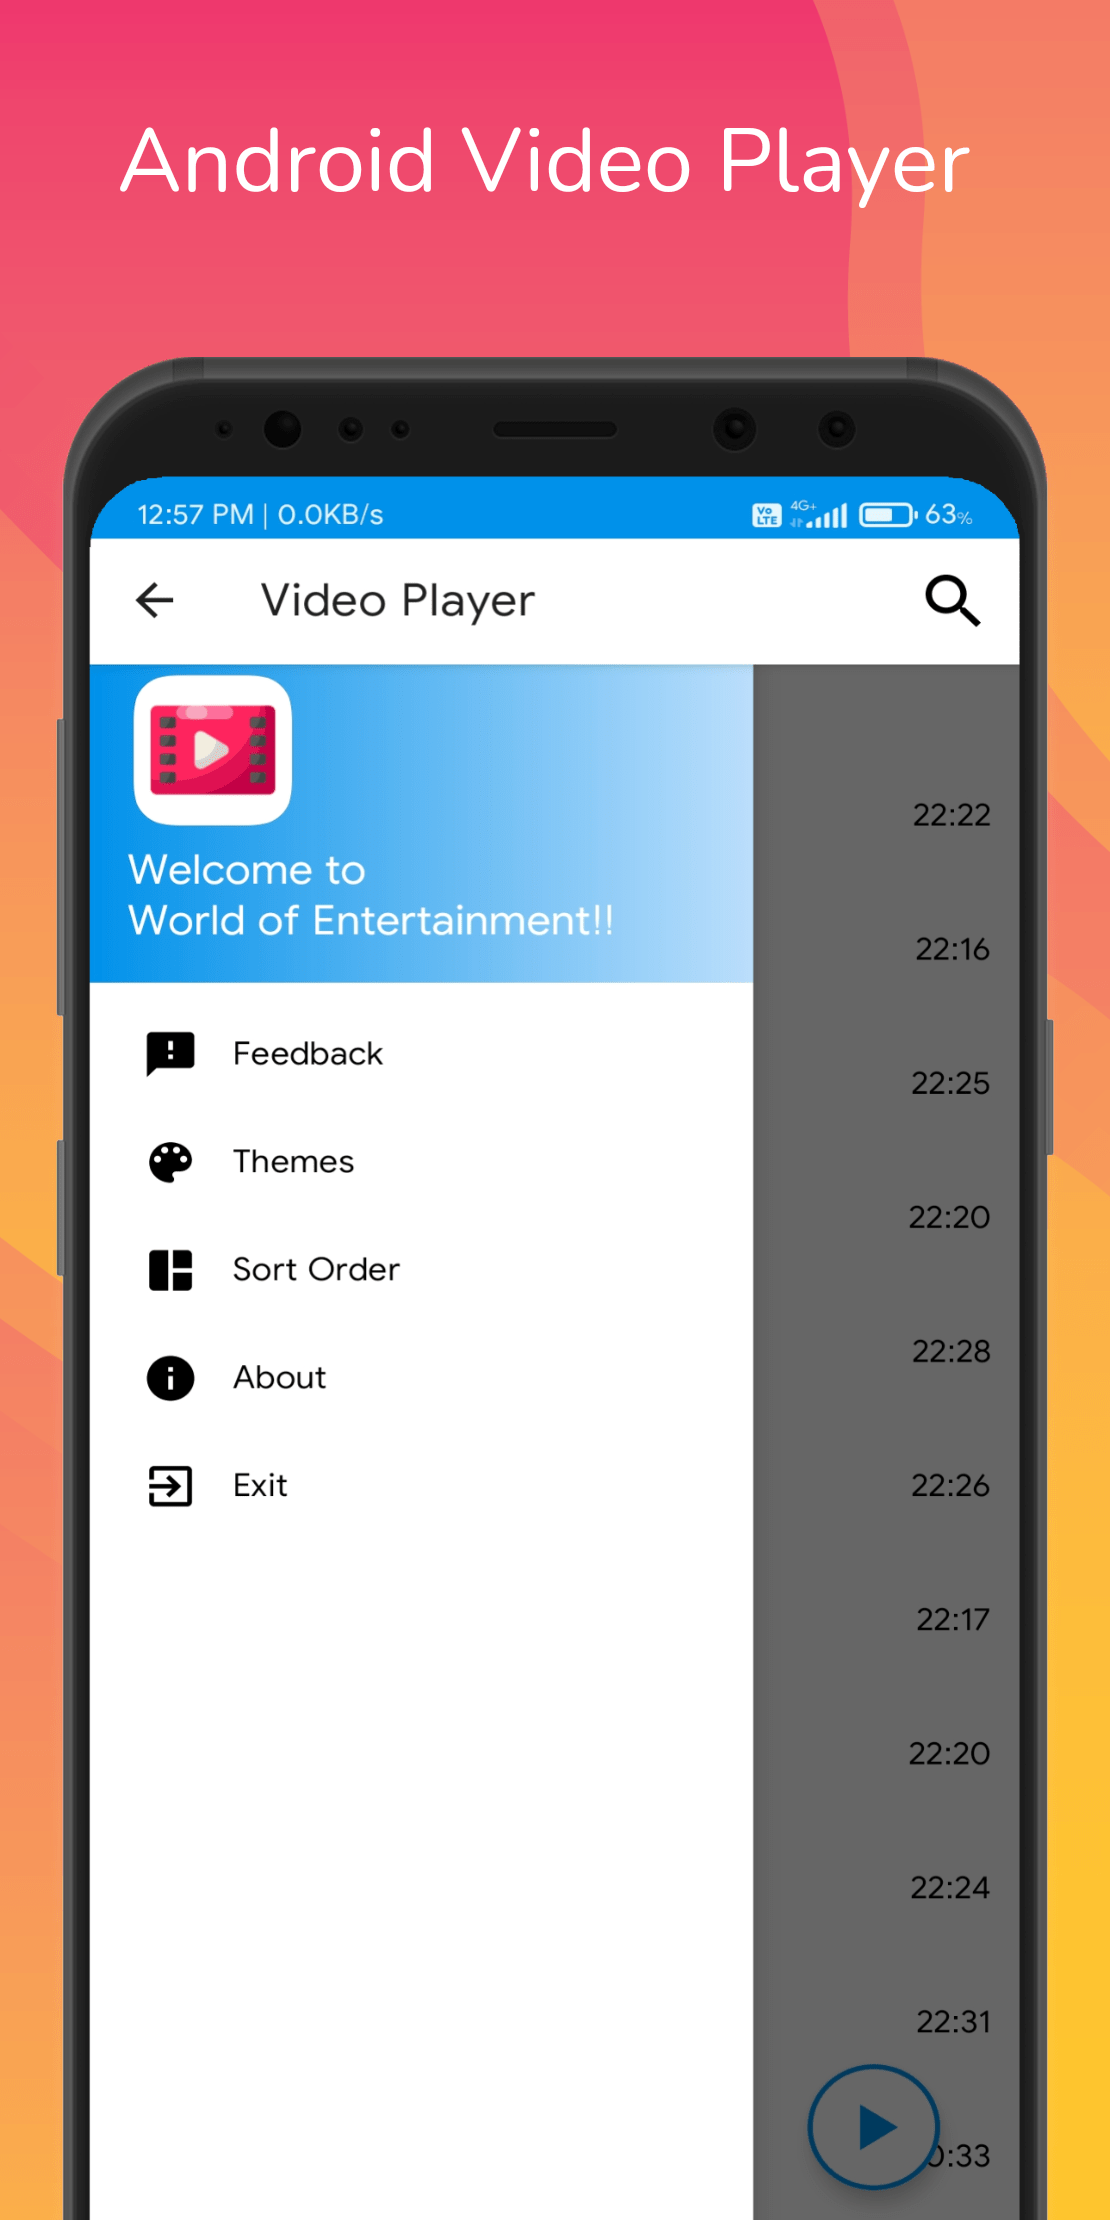 Android Video Player
12:57 PM | 0.0KB/s
Vo LTE 4G+ 63%
Video Player
Welcome to
World of Entertainment!!
22:22
22:16
Feedback
22:25
Themes
22:20
Sort Order
22:28
About
22:26
Exit
22:17
22:20
22:24
22:31
:33